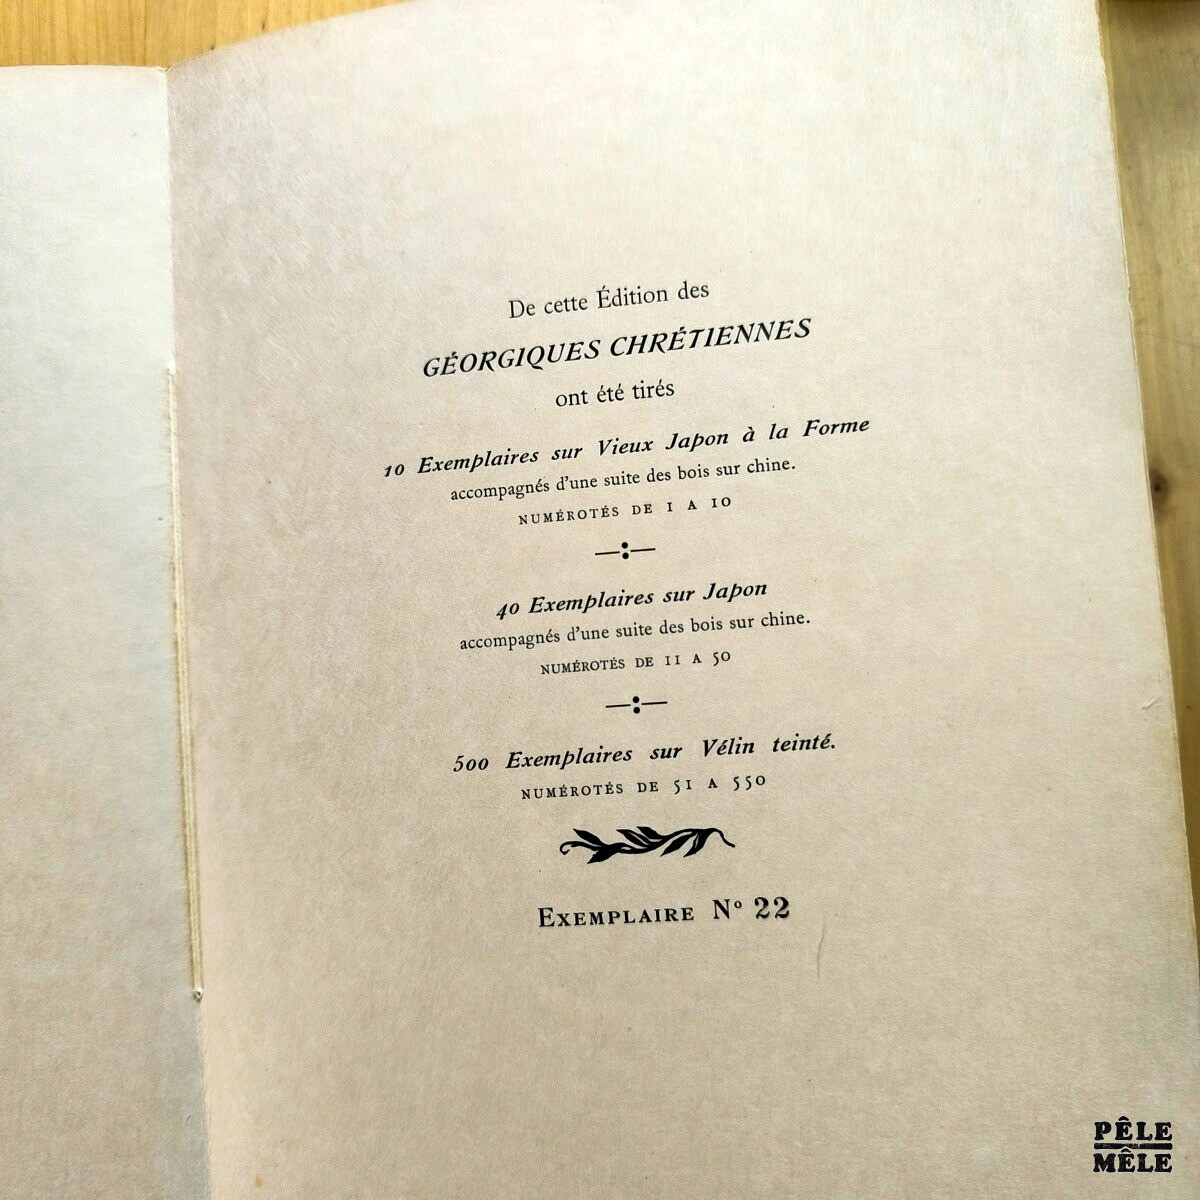 De cette Édition des
GÉORGIQUES CHRÉTIENNES
ont été tirés
10 Exemplaires sur Vieux Japon à la Forme
accompagnés d'une suite des bois sur chine.
NUMÉROTÉS DE 1 A 10
40 Exemplaires sur Japon
accompagnés d'une suite des bois sur chine.
NUMÉROTÉS DE 11 A 50
500 Exemplaires sur Vélin teinté.
NUMÉROTÉS DE 51 A 550
EXEMPLAIRE Nº 22
PÊLE
MÊLE